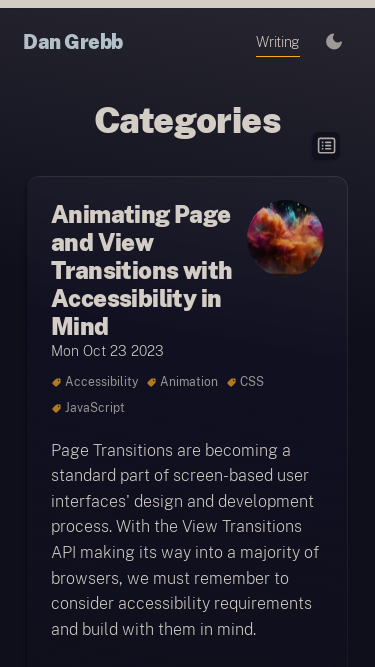 Dan Grebb
Writing
Categories
Animating Page
and View
Transitions with
Accessibility in
Mind
Mon Oct 23 2023
Accessibility Animation CSS
JavaScript
Page Transitions are becoming a
standard part of screen-based user
interfaces' design and development
process. With the View Transitions
API making its way into a majority of
browsers, we must remember to
consider accessibility requirements
and build with them in mind.